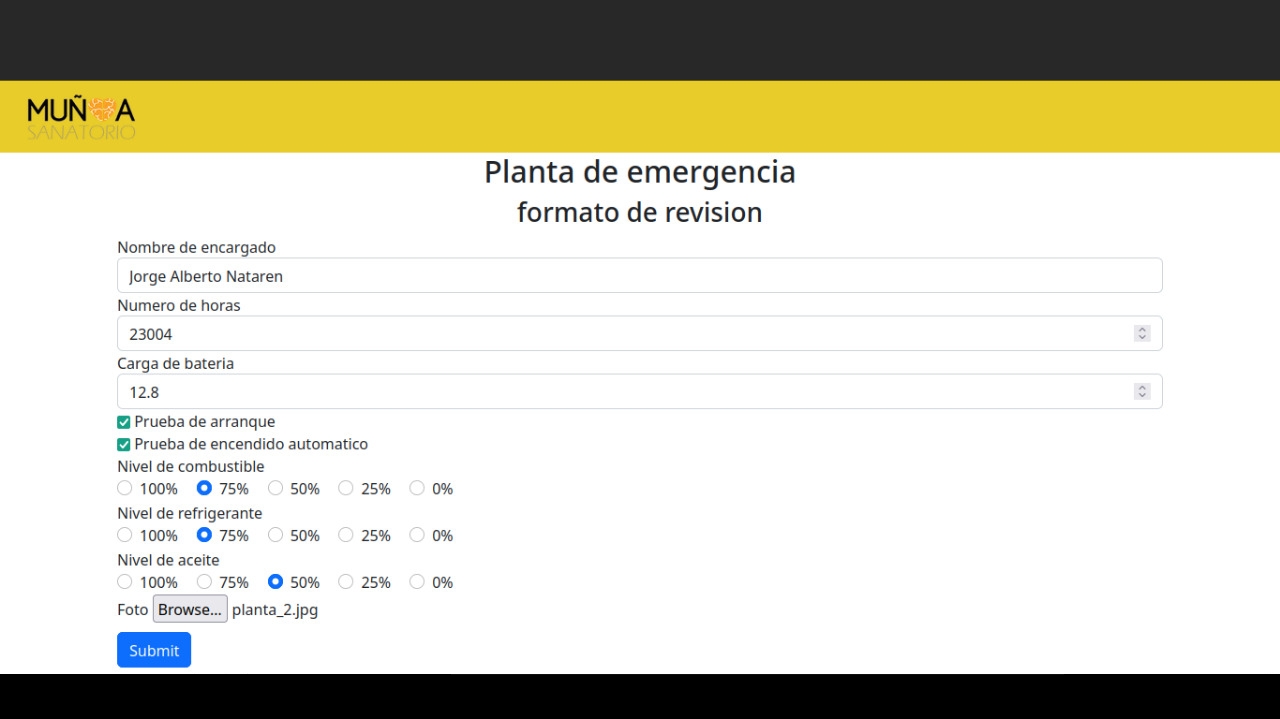 MUÑOA
SANATORIO
Planta de emergencia
formato de revision
Nombre de encargado
Jorge Alberto Nataren
Numero de horas
23004
Carga de bateria
12.8
Prueba de arranque
Prueba de encendido automatico
Nivel de combustible
100% 75% 50% 25% 0%
Nivel de refrigerante
100% 75% 50% 25% 0%
Nivel de aceite
100% 75% 50% 25% 0%
Foto Browse... planta_2.jpg
Submit